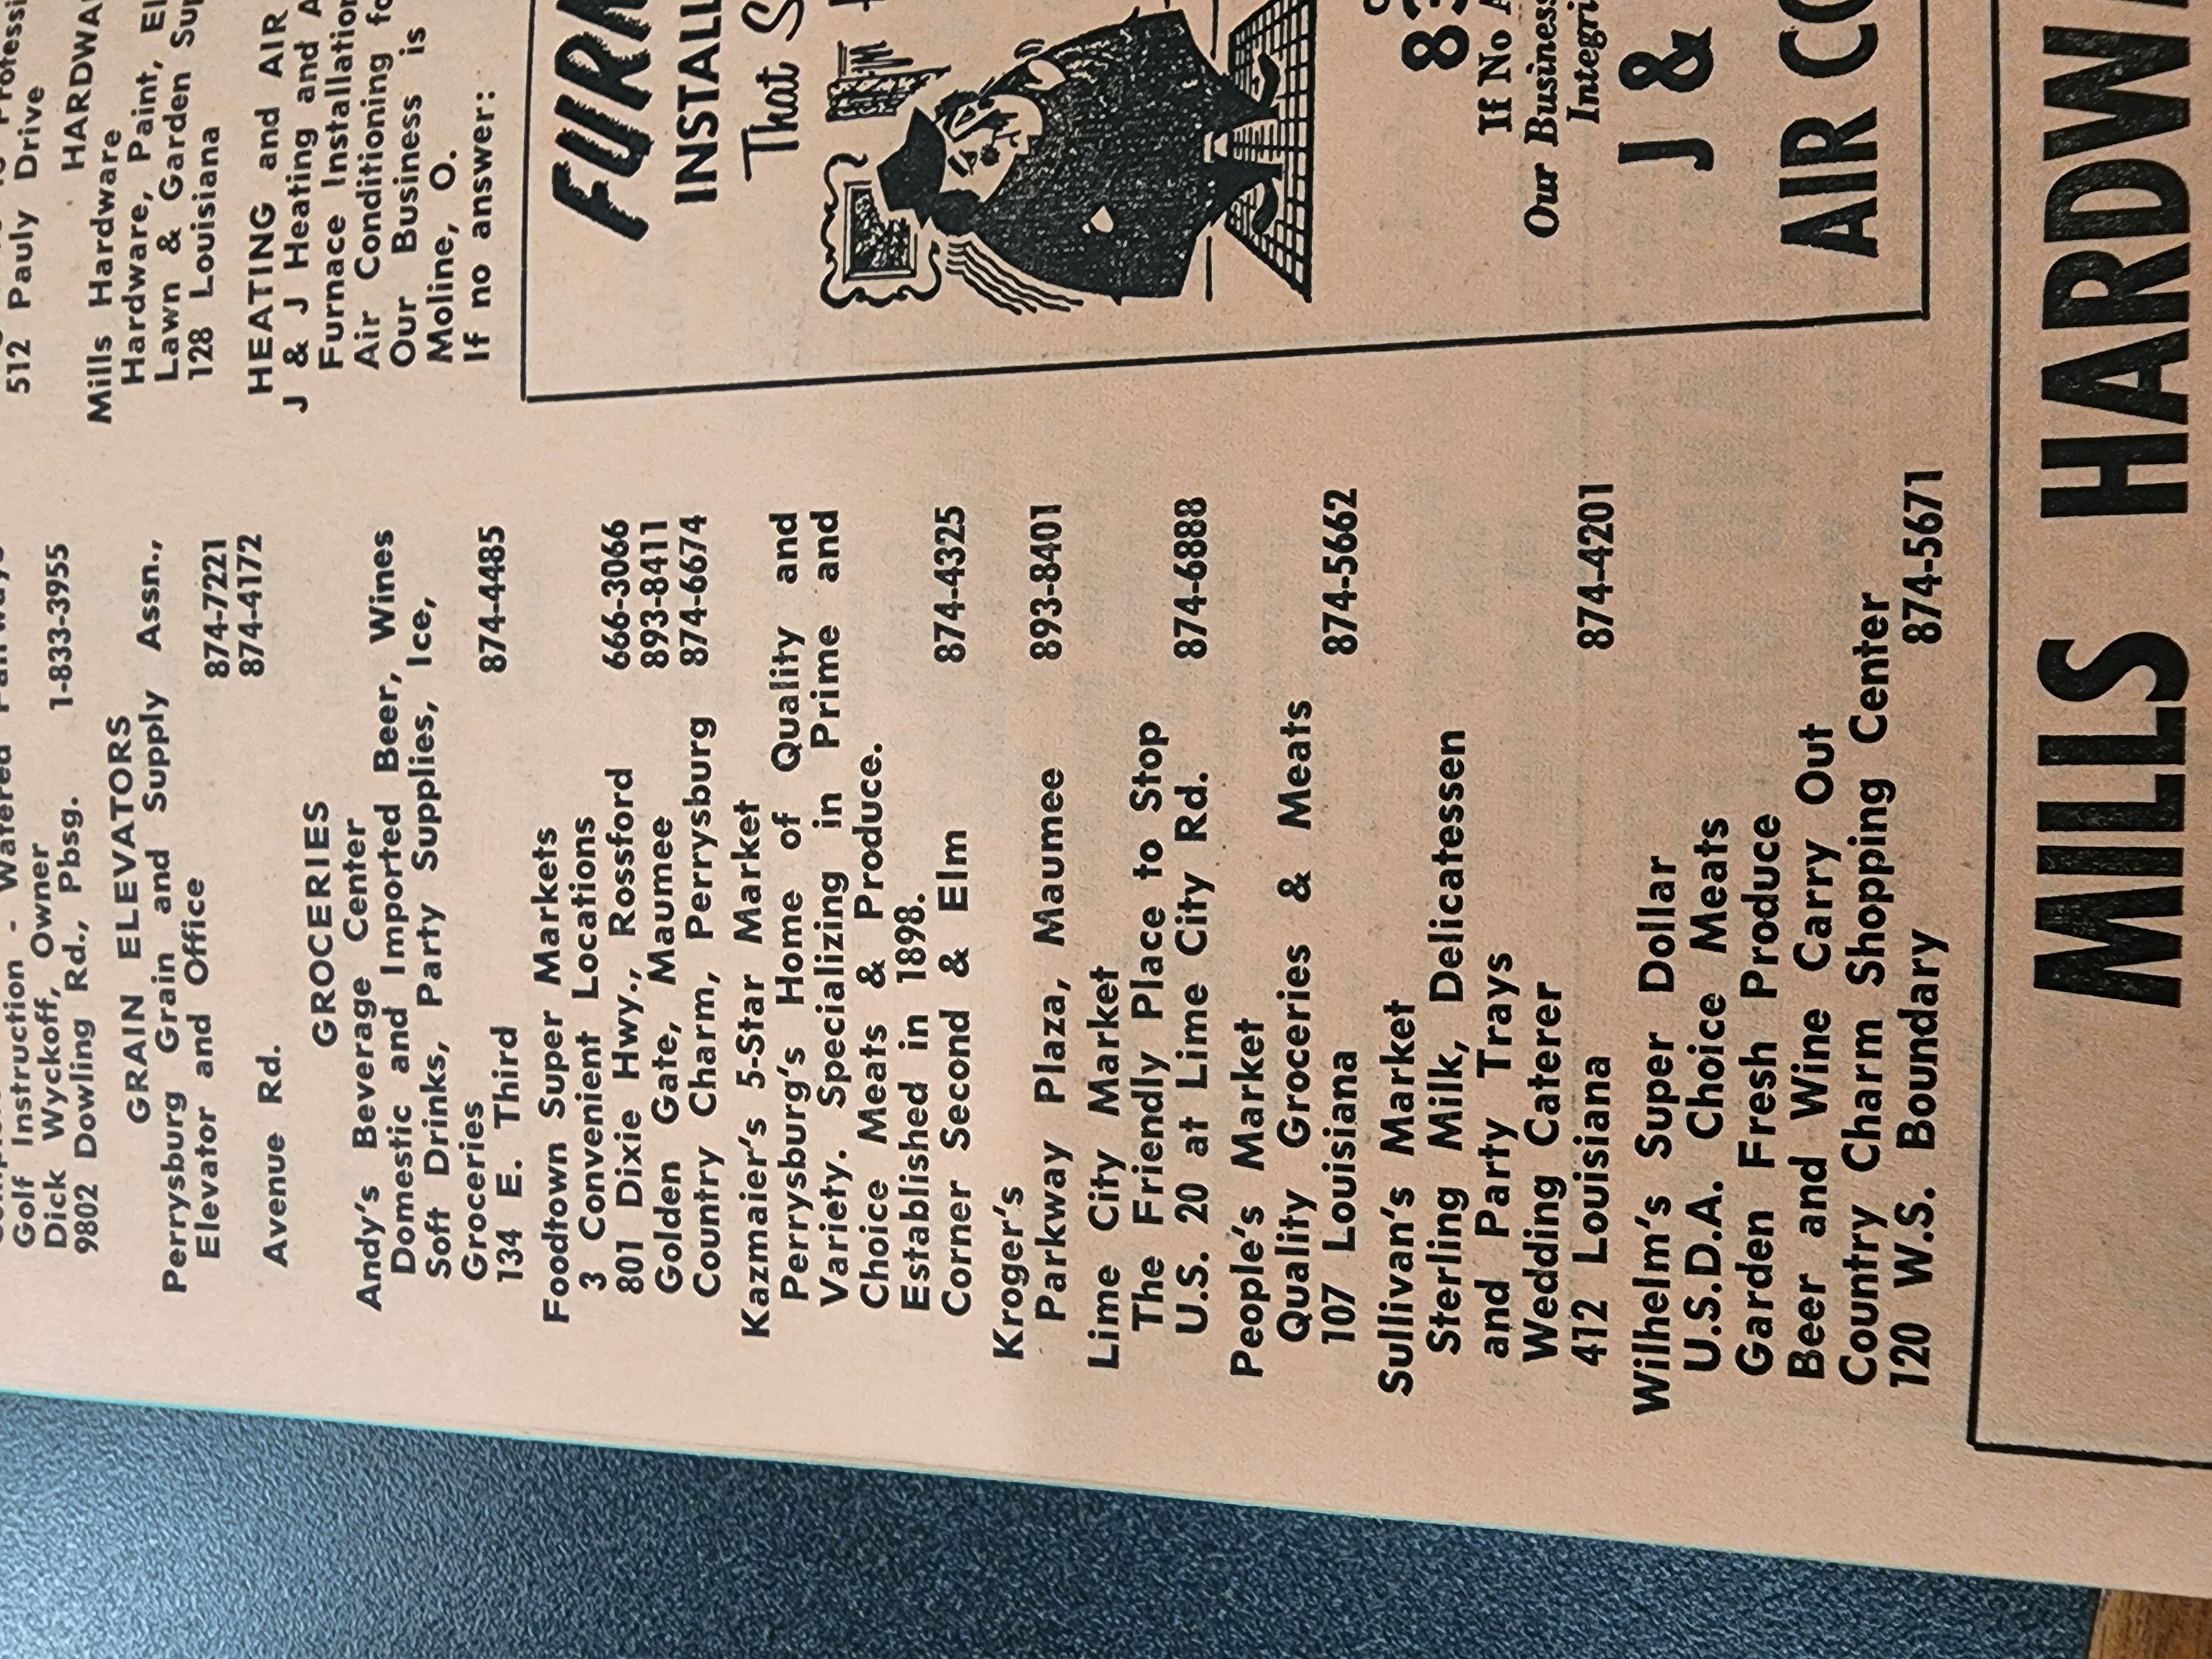 Golf Instruction - Watered
Dick Wyckoff, Owner
9802 Dowling Rd., Pbsg. 1-833-3955
GRAIN ELEVATORS
Perrysburg Grain and Supply Assn.,
Elevator and Office 874-7221
874-4172
Avenue Rd.
GROCERIES
Andy's Beverage Center
Domestic and Imported Beer, Wines
Soft Drinks, Party Supplies, Ice,
Groceries
134 E. Third 874-4485
Foodtown Super Markets
3 Convenient Locations
801 Dixie Hwy., Rossford 666-3066
Golden Gate, Maumee 893-8411
Country Charm, Perrysburg 874-6674
Kazmaier's 5-Star Market
Perrysburg's Home of Quality and
Variety. Specializing in Prime and
Choice Meats & Produce.
Established in 1898.
Corner Second & Elm 874-4325
Kroger's
Parkway Plaza, Maumee 893-8401
Lime City Market
The Friendly Place to Stop
U.S. 20 at Lime City Rd. 874-6888
People's Market
Quality Groceries & Meats
107 Louisiana 874-5662
Sullivan's Market
Sterling Milk, Delicatessen
and Party Trays
Wedding Caterer
412 Louisiana 874-4201
Wilhelm's Super Dollar
U.S.D.A. Choice Meats
Garden Fresh Produce
Beer and Wine Carry Out
Country Charm Shopping Center
120 W.S. Boundary 874-5671
512 Pauly Drive
Mills Hardware
Hardware, Paint,
Lawn & Garden
128 Louisiana
HEATING and AIR
J & J Heating and
Furnace Installation
Air Conditioning
Our Business is
Moline, O.
If no answer:
INSTALL
That
If No
Our Business
J &
AIR
MILLS